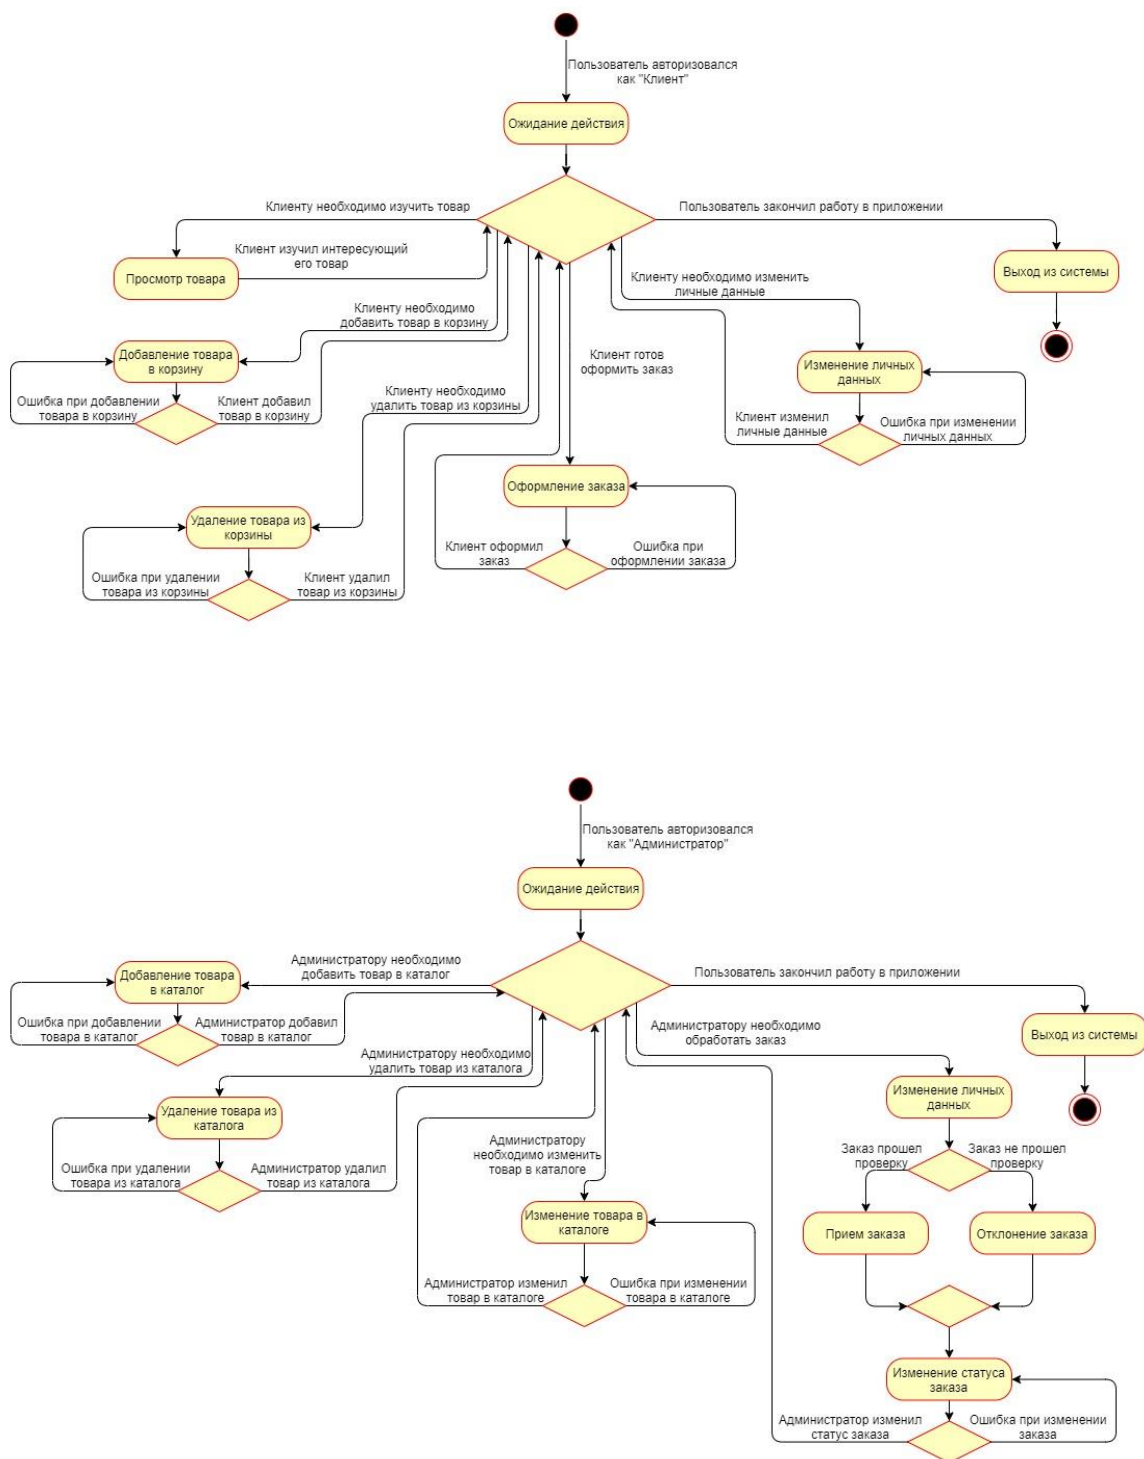 Пользователь авторизовался
как "Клиент"
Ожидание действия
Клиенту необходимо изучить товар
Пользователь закончил работу в приложении
Клиент изучил интересующий
его товар
Просмотр товара
Выход из системы
Клиенту необходимо изменить
личные данные
Клиенту необходимо
добавить товар в корзину
Добавление товара
в корзину
Клиент готов
оформить заказ
Изменение личных
данных
Ошибка при добавлении
товара в корзину
Клиент добавил
товар в корзину
Клиенту необходимо
удалить товар из корзины
Клиент изменил
личные данные
Ошибка при изменении
личных данных
Оформление заказа
Удаление товара из
корзины
Клиент оформил
заказ
Ошибка при
оформлении заказа
Ошибка при удалении
товара из корзины
Клиент удалил
товар из корзины
Пользователь авторизовался
как "Администратор"
Ожидание действия
Администратору необходимо
добавить товар в каталог
Пользователь закончил работу в приложении
Добавление товара
в каталог
Ошибка при добавлении
товара в каталог
Администратор добавил
товар в каталог
Администратору необходимо
обработать заказ
Выход из системы
Администратору необходимо
удалить товар из каталога
Изменение личных
данных
Удаление товара из
каталога
Администратору
необходимо изменить
товар в каталоге
Заказ прошел
проверку
Заказ не прошел
проверку
Ошибка при удалении
товара из каталога
Администратор удалил
товар из каталога
Изменение товара в
каталоге
Прием заказа
Отклонение заказа
Администратор изменил
товар в каталоге
Ошибка при изменении
товара в каталоге
Изменение статуса
заказа
Администратор изменил
статус заказа
Ошибка при изменении
заказа